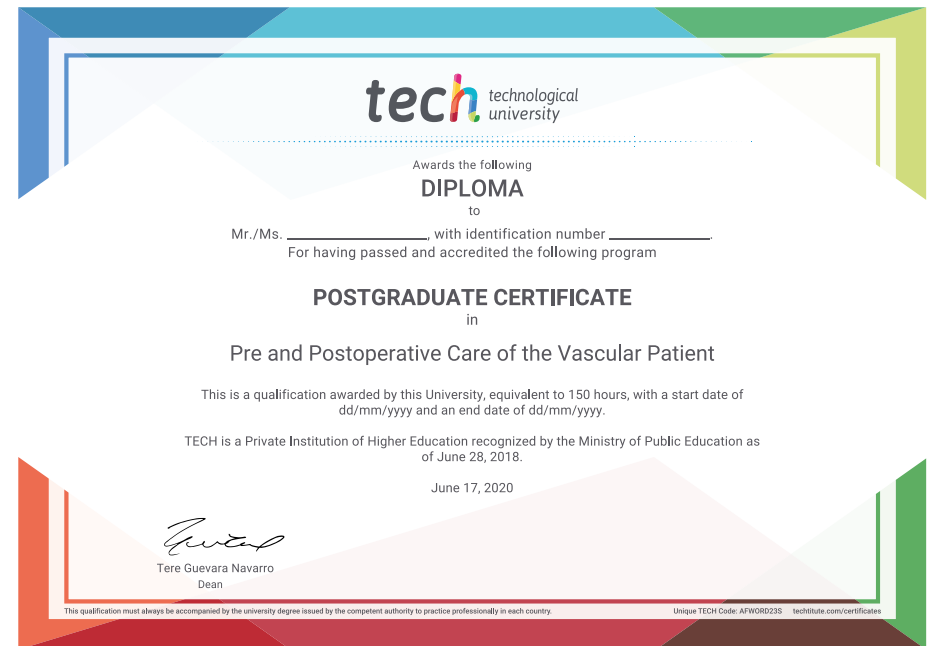 tech technological
university
Awards the following
DIPLOMA
to
Mr./Ms. ____________________, with identification number ______________.
For having passed and accredited the following program
POSTGRADUATE CERTIFICATE
in
Pre and Postoperative Care of the Vascular Patient
This is a qualification awarded by this University, equivalent to 150 hours, with a start date of
dd/mm/yyyy and an end date of dd/mm/yyyy.
TECH is a Private Institution of Higher Education recognized by the Ministry of Public Education as
of June 28, 2018.
June 17, 2020
Tere Guevara Navarro
Dean
This qualification must always be accompanied by the university degree issued by the competent authority to practice professionally in each country.
Unique TECH Code: AFWORD23S techtitute.com/certificates